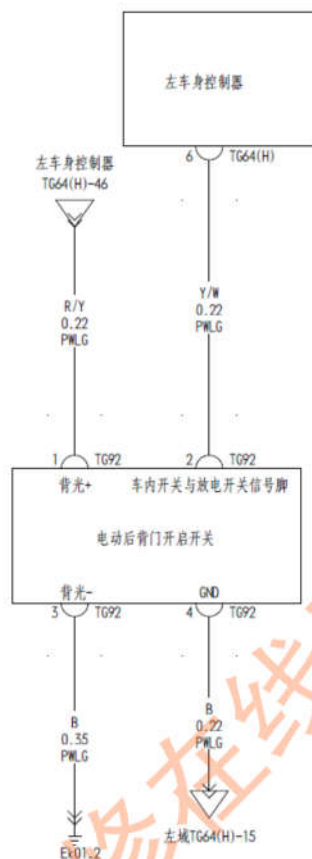 左车身控制器
6 TG64(H)
左车身控制器
TG64(H)-46
R/Y
0.22
PWLG
Y/W
0.22
PWLG
1 TG92
2 TG92
背光+
车内开关与放电开关信号脚
电动后背门开启开关
背光-
GND
3 TG92
4 TG92
B
0.35
PWLG
B
0.22
PWLG
Ek01.2
左域TG64(H)-15
修在线